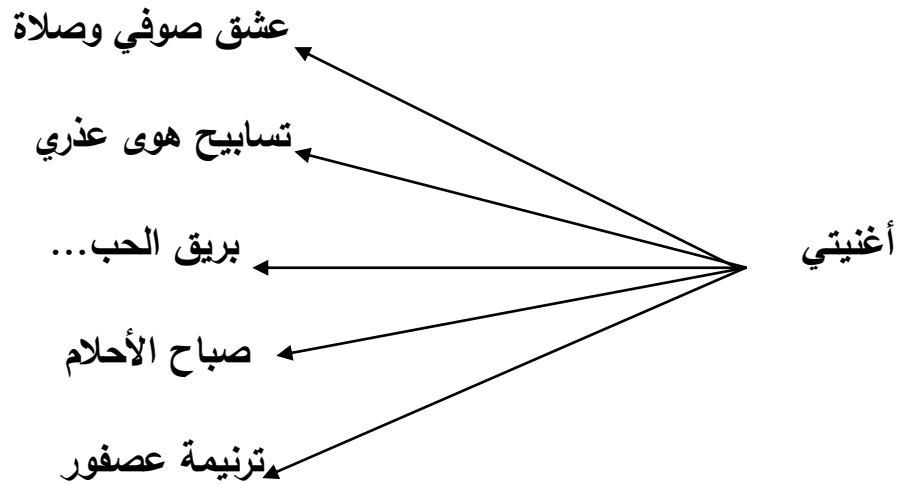 عشق صوفي وصلاة
تسابيح هوى عذري
أغنيتي
بريق الحب...
صباح الأحلام
ترنيمة عصفور